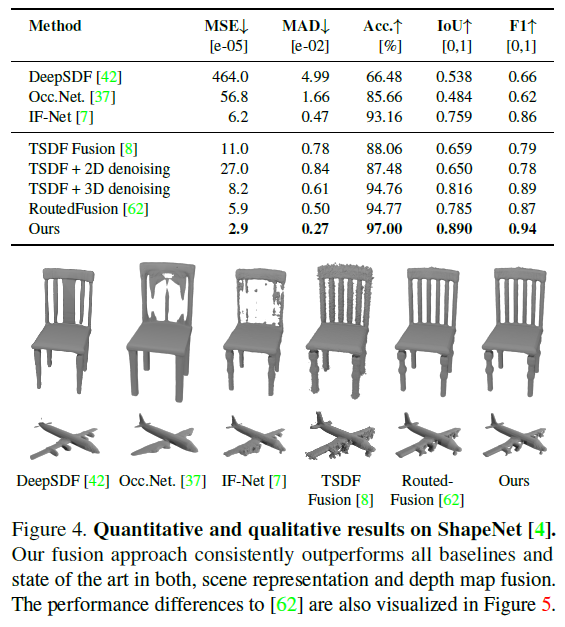 Method MSE↓ MAD↓ Acc.↑ IoU↑ F1↑
[e-05] [e-02] [%] [0,1] [0,1]
DeepSDF [42] 464.0 4.99 66.48 0.538 0.66
Occ.Net. [37] 56.8 1.66 85.66 0.484 0.62
IF-Net [7] 6.2 0.47 93.16 0.759 0.86
TSDF Fusion [8] 11.0 0.78 88.06 0.659 0.79
TSDF + 2D denoising 27.0 0.84 87.48 0.650 0.78
TSDF + 3D denoising 8.2 0.61 94.76 0.816 0.89
RoutedFusion [62] 5.9 0.50 94.77 0.785 0.87
Ours 2.9 0.27 97.00 0.890 0.94
DeepSDF [42] Occ.Net. [37] IF-Net [7] TSDF Routed- Ours
Fusion [8] Fusion [62]
Figure 4. Quantitative and qualitative results on ShapeNet [4].
Our fusion approach consistently outperforms all baselines and
state of the art in both, scene representation and depth map fusion.
The performance differences to [62] are also visualized in Figure 5.